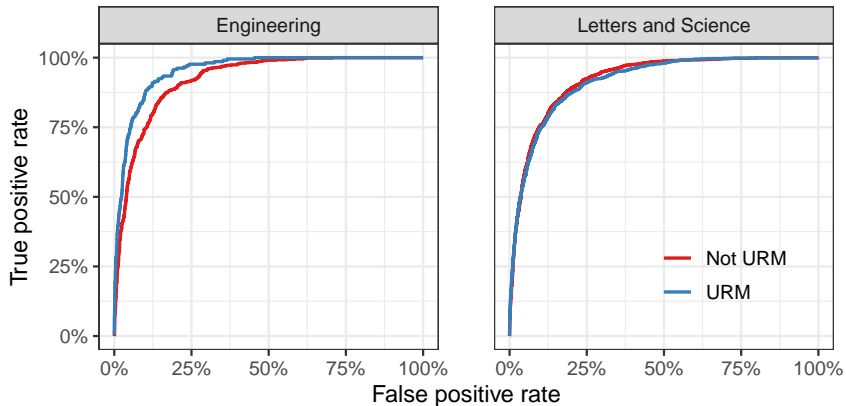 Engineering
Letters and Science
True positive rate
100%
75%
50%
25%
0%
Not URM
URM
0%
25%
50%
75%
100%
0%
25%
50%
75%
100%
False positive rate